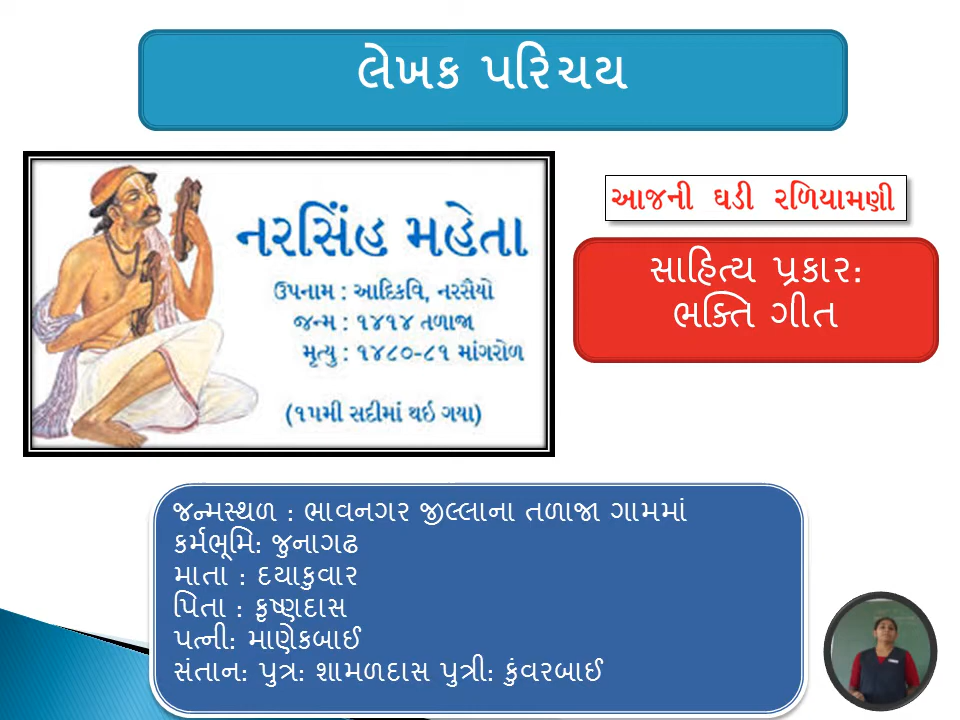 લેખક પરિચય
નરસિંહ મહેતા
ઉપનામ : આદિકવિ, નરસૈયો
જન્મ : ૧૪૧૪ તળાજા
મૃત્યુ : ૧૪૮૦-૮૧ માંગરોળ
(૧૫મી સદીમાં થઈ ગયા)
આજની ઘડી રળિયામણી
સાહિત્ય પ્રકાર:
ભક્તિ ગીત
જન્મસ્થળ : ભાવનગર જીલ્લાના તળાજા ગામમાં
કર્મભૂમિ: જુનાગઢ
માતા : દયાકુવાર
પિતા : કૃષ્ણદાસ
પત્ની: માણેકબાઈ
સંતાન: પુત્ર: શામળદાસ પુત્રી: કુંવરબાઈ